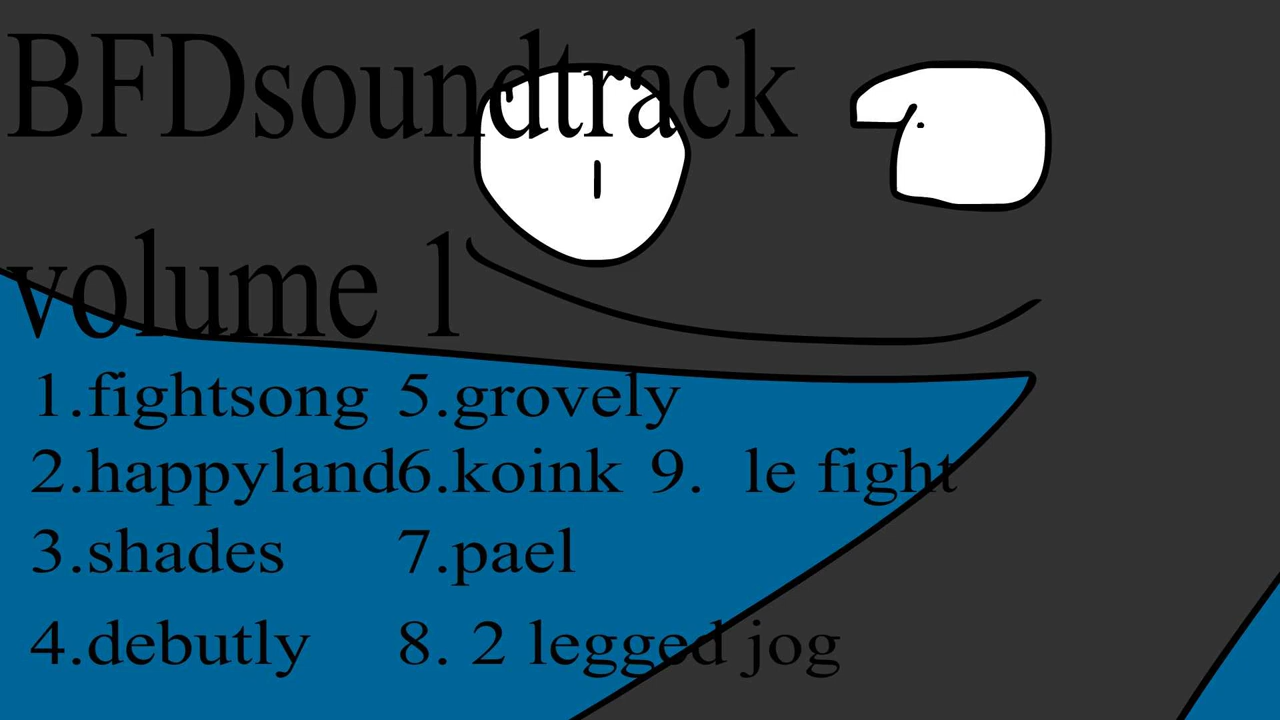 BFDsoundtrack
volume 1
1.fightsong 5.grovely
2.happyland6.koink 9. le fight
3.shades 7.pael
4.debutly 8. 2 legged jog